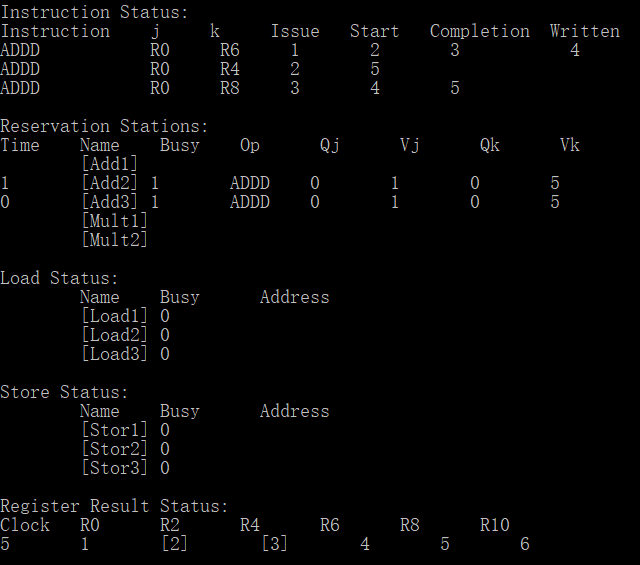 Instruction Status:
Instruction j k Issue Start Completion Written
ADDD R0 R6 1 2 3 4
ADDD R0 R4 2 5
ADDD R0 R8 3 4 5
Reservation Stations:
Time Name Busy Op Qj Vj Qk Vk
[Add1]
1 [Add2] 1 ADDD 0 1 0 5
0 [Add3] 1 ADDD 0 1 0 5
[Mult1]
[Mult2]
Load Status:
Name Busy Address
[Load1] 0
[Load2] 0
[Load3] 0
Store Status:
Name Busy Address
[Stor1] 0
[Stor2] 0
[Stor3] 0
Register Result Status:
Clock R0 R2 R4 R6 R8 R10
5 1 [2] [3] 4 5 6